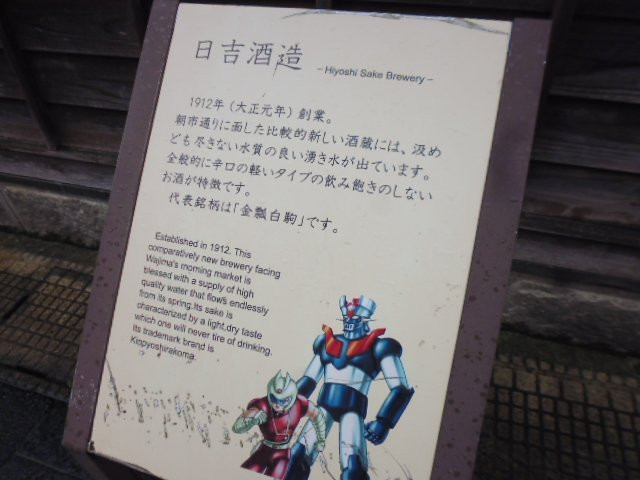 日吉酒造 – Hiyoshi Sake Brewery –
1912年（大正元年）創業。
朝市通りに面した比較的新しい酒蔵には、汲め
ども尽きない水質の良い湧き水が出ています。
全般的に辛口の軽いタイプの飲み飽きのしない
お酒が特徴です。
代表銘柄は「金瓢白駒」です。
Established in 1912. This
comparatively new brewery facing
Wajima's morning market is
blessed with a supply of high
quality water that flows endlessly
from its spring.Its sake is
characterized by a light,dry taste
which one will never tire of drinking.
Its trademark brand is
Kinpyoshirakoma.